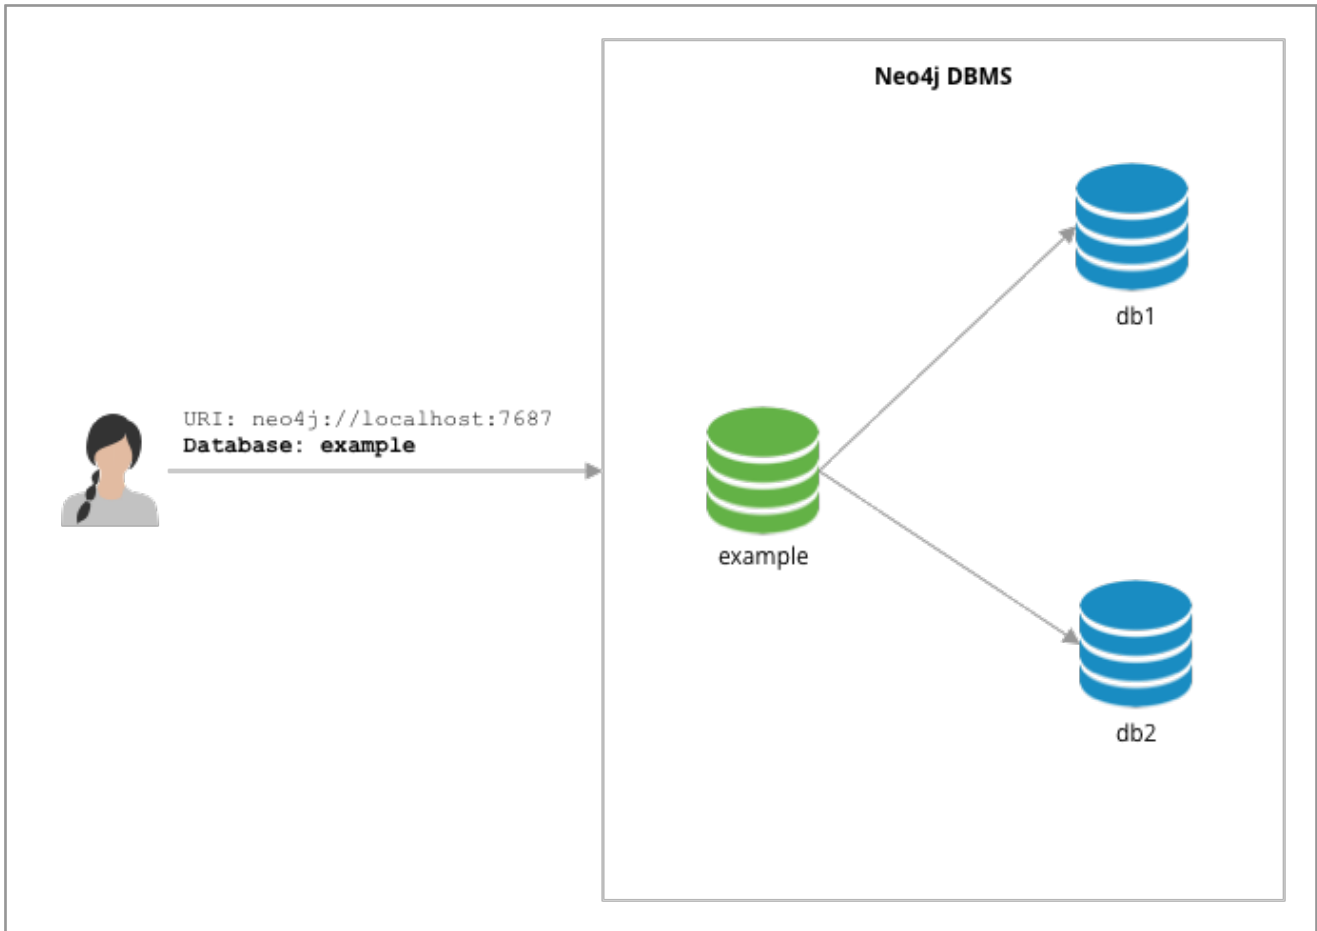 Neo4j DBMS
db1
URI: neo4j://localhost:7687
Database: example
example
db2